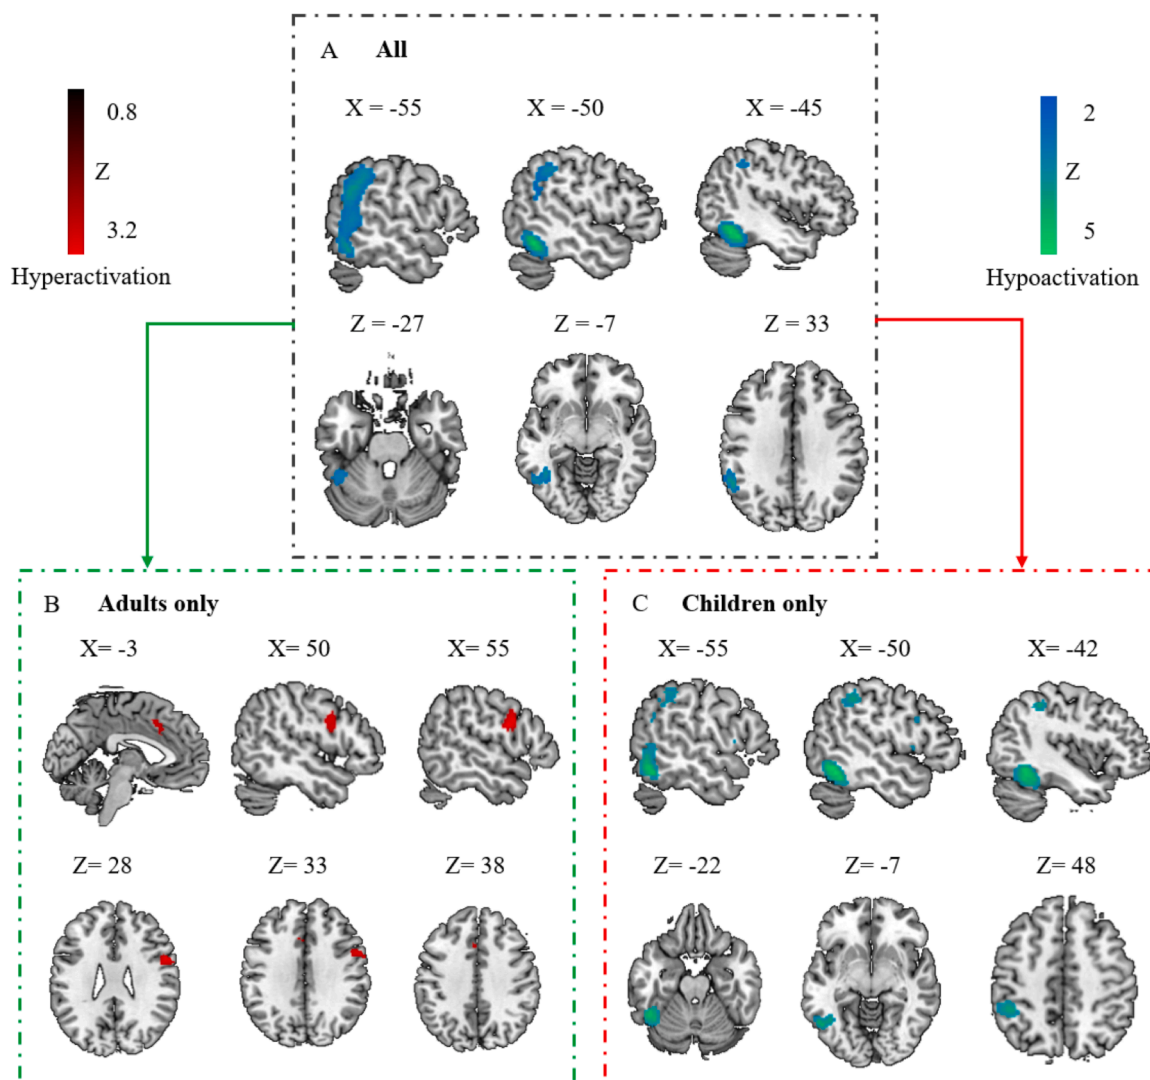 A All
X = -55 X = -50 X = -45
0.8
Z
3.2
Hyperactivation
2
Z
5
Hypoactivation
Z = -27 Z = -7 Z = 33
B Adults only
X= -3 X= 50 X= 55
Z= 28 Z= 33 Z= 38
C Children only
X= -55 X= -50 X= -42
Z= -22 Z= -7 Z= 48